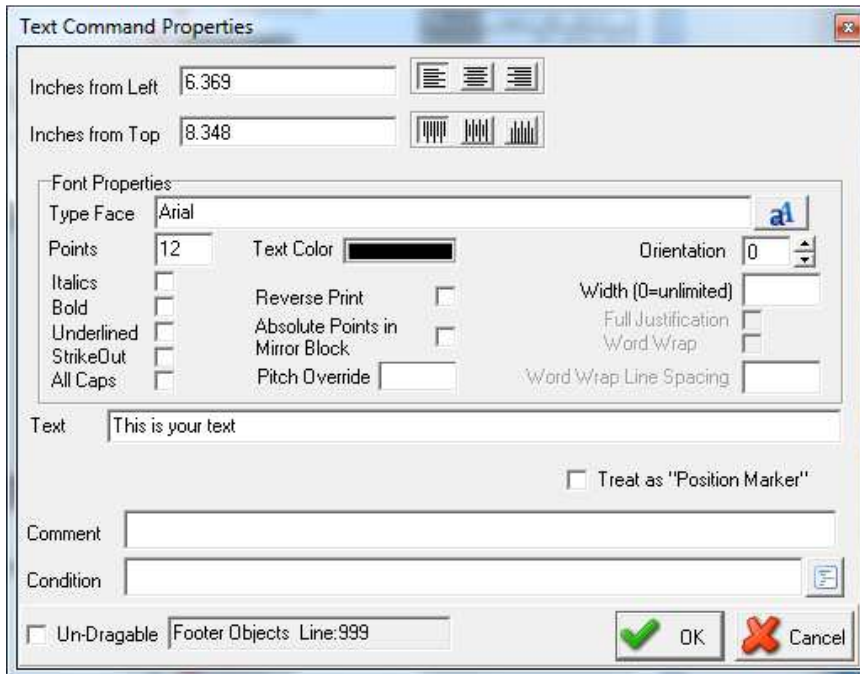 Text Command Properties
Inches from Left 6.369
Inches from Top 8.348
Font Properties
Type Face Arial
Points 12 Text Color Orientation 0
Italics
Bold
Underlined
StrikeOut
All Caps
Reverse Print
Absolute Points in
Mirror Block
Pitch Override
Width (0=unlimited)
Full Justification
Word Wrap
Word Wrap Line Spacing
Text This is your text
Treat as "Position Marker"
Comment
Condition
Un-Dragable Footer Objects Line:999 OK Cancel